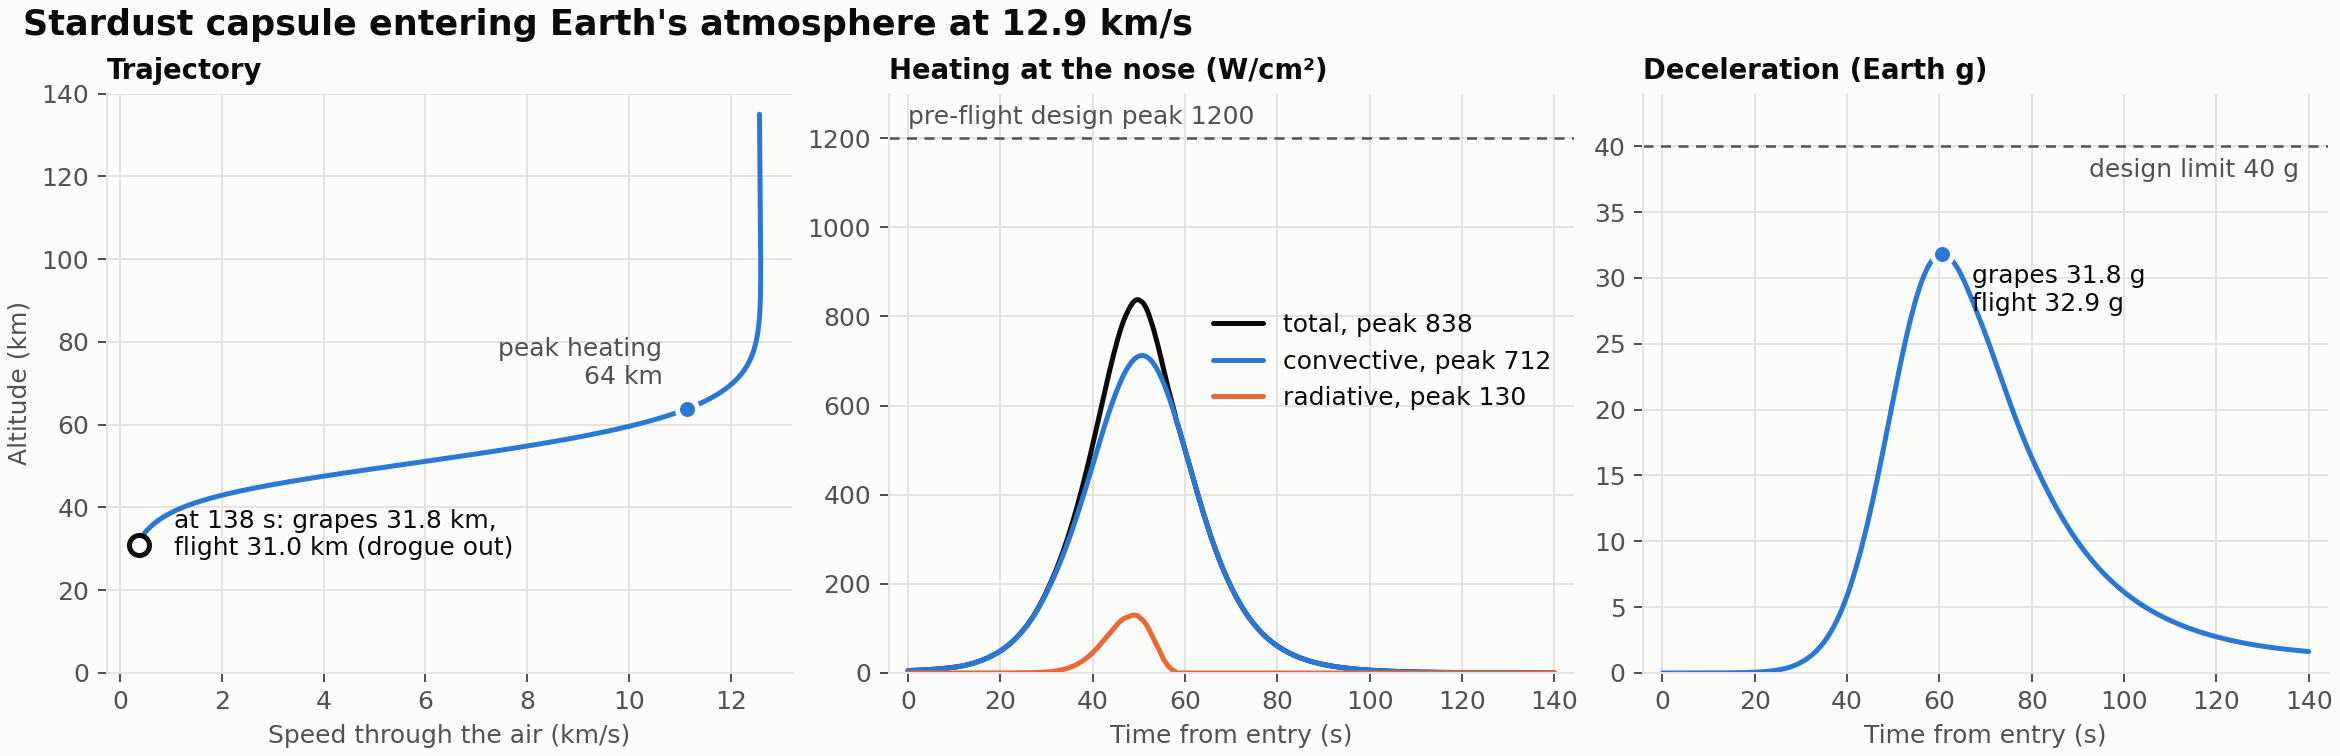 Stardust capsule entering Earth's atmosphere at 12.9 km/s
Trajectory
140
120
100
80
60
40
20
0
Altitude (km)
peak heating
64 km
at 138 s: grapes 31.8 km,
flight 31.0 km (drogue out)
0 2 4 6 8 10 12
Speed through the air (km/s)
Heating at the nose (W/cm²)
pre-flight design peak 1200
1200
1000
800
600
400
200
0
total, peak 838
convective, peak 712
radiative, peak 130
0 20 40 60 80 100 120 140
Time from entry (s)
Deceleration (Earth g)
40
35
30
25
20
15
10
5
0
design limit 40 g
grapes 31.8 g
flight 32.9 g
0 20 40 60 80 100 120 140
Time from entry (s)